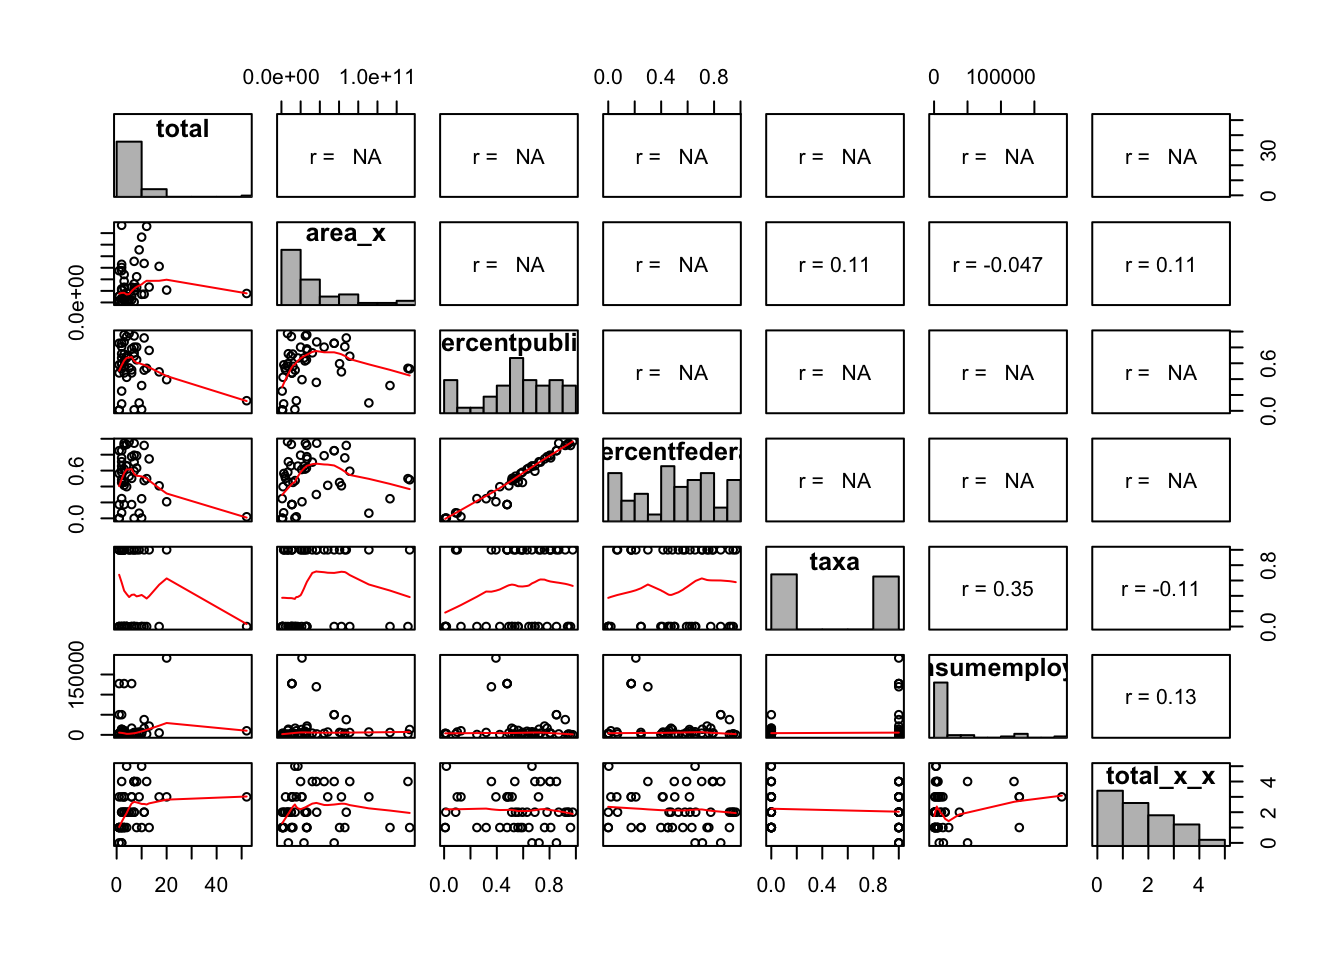 0.0e+00 1.0e+11 0.0 0.4 0.8 0 100000
total r = NA r = NA r = NA r = NA r = NA r = NA 0 30
0.0e+00 area_x r = NA r = NA r = 0.11 r = -0.047 r = 0.11
ercentpubli r = NA r = NA r = NA r = NA 0.0 0.6
0.0 0.6 ercentfedera r = NA r = NA r = NA
taxa r = 0.35 r = -0.11 0.0 0.8
0 150000 nsumemploy r = 0.13
total_x_x 0 2 4
0 20 40 0.0 0.4 0.8 0.0 0.4 0.8 0 2 4